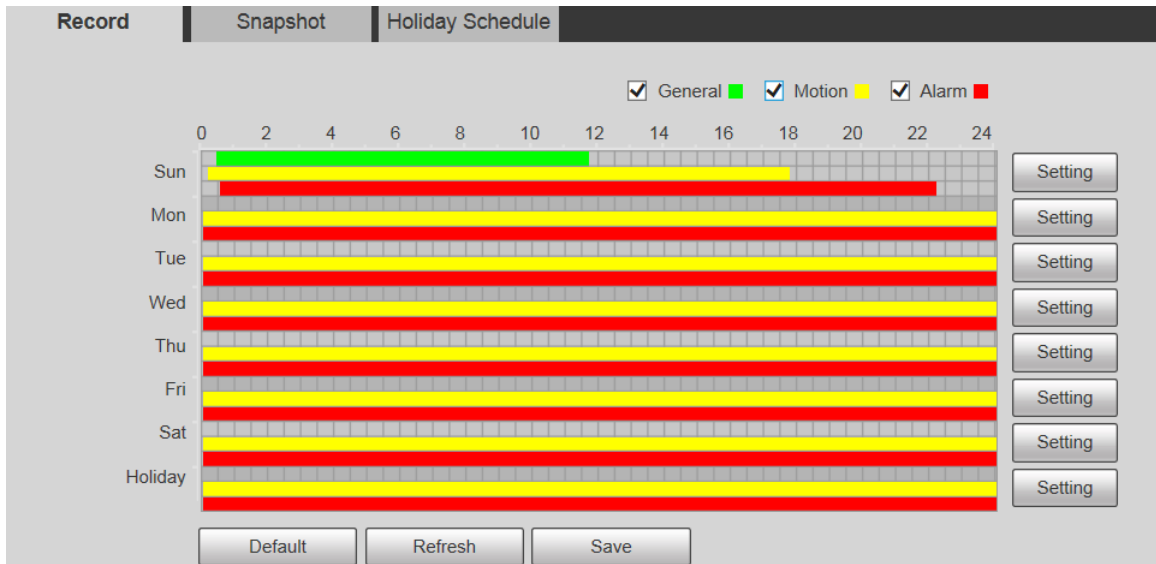 Record Snapshot Holiday Schedule
General Motion Alarm
0 2 4 6 8 10 12 14 16 18 20 22 24
Sun Setting
Mon Setting
Tue Setting
Wed Setting
Thu Setting
Fri Setting
Sat Setting
Holiday Setting
Default Refresh Save